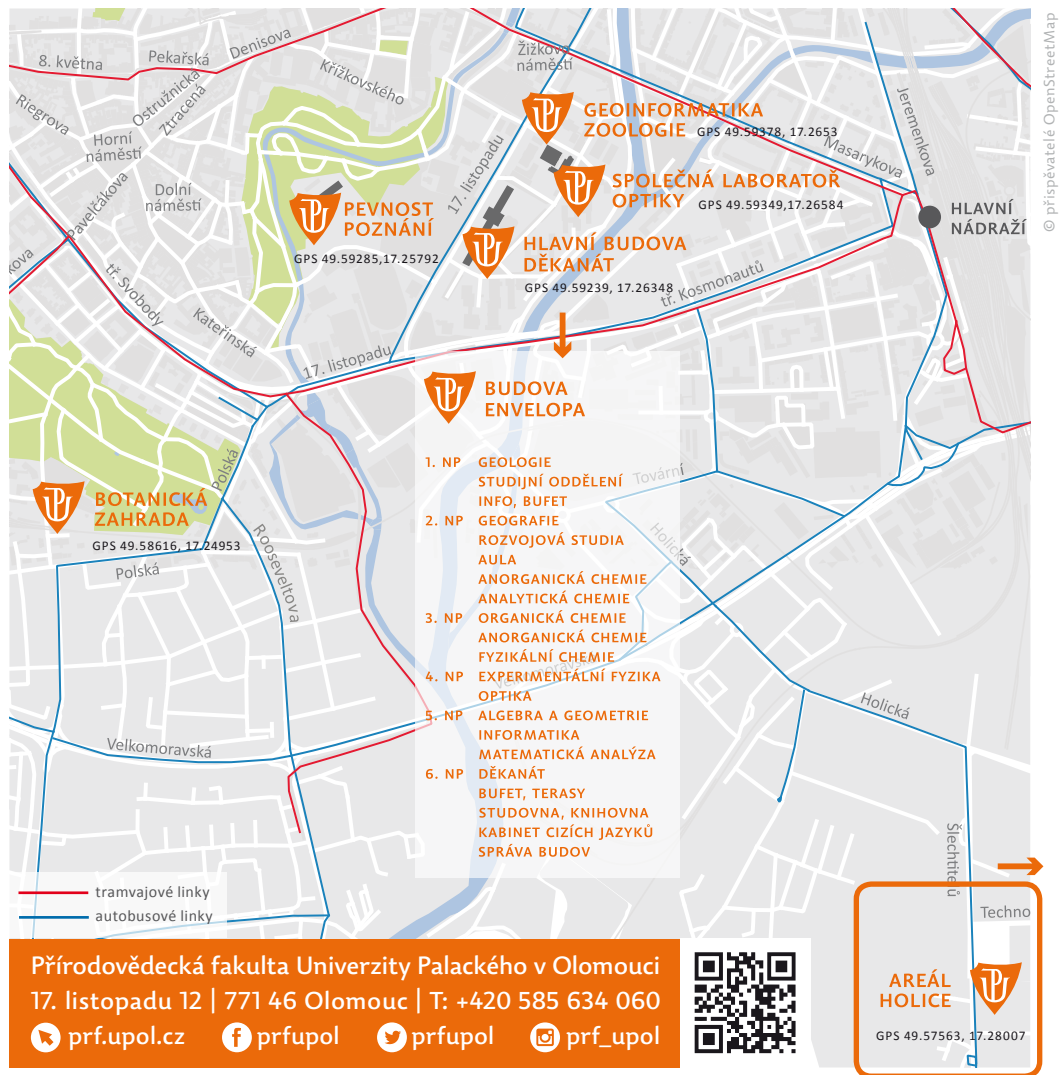 8. května
Pekařská
Denisova
Žižkovo
náměstí
Křížkovského
Riegrova
Ostružnická
Ztracená
Horní
náměstí
Dolní
náměstí
Pavelčákova
kova
17. listopadu
GEOINFORMATIKA
ZOOLOGIE
GPS 49.59378, 17.2653
Masarykova
Jeremenkova
© přispěvatelé OpenStreetMap
SPOLEČNÁ LABORATOŘ
OPTIKY
GPS 49.59349,17.26584
HLAVNÍ
NÁDRAŽÍ
PEVNOST
POZNÁNÍ
GPS 49.59285,17.25792
HLAVNÍ BUDOVA
DĚKANÁT
GPS 49.59239, 17.26348
tř. Kosmonautů
tř. Svobody
Kateřinská
17. listopadu
BUDOVA
ENVELOPA
1. NP GEOLOGIE
STUDIJNÍ ODDĚLENÍ
INFO, BUFET
2. NP GEOGRAFIE
ROZVOJOVÁ STUDIA
AULA
ANORGANICKÁ CHEMIE
ANALYTICKÁ CHEMIE
3. NP ORGANICKÁ CHEMIE
ANORGANICKÁ CHEMIE
FYZIKÁLNÍ CHEMIE
4. NP EXPERIMENTÁLNÍ FYZIKA
OPTIKA
5. NP ALGEBRA A GEOMETRIE
INFORMATIKA
MATEMATICKÁ ANALÝZA
6. NP DĚKANÁT
BUFET, TERASY
STUDOVNA, KNIHOVNA
KABINET CIZÍCH JAZYKŮ
SPRÁVA BUDOV
Tovární
Holická
Velkomoravská
Polská
BOTANICKÁ
ZAHRADA
GPS 49.58616, 17.24953
Polská
Rooseveltova
Velkomoravská
Holická
Šlechtitelů
Techno
tramvajové linky
autobusové linky
AREÁL
HOLICE
GPS 49.57563, 17.28007
Přírodovědecká fakulta Univerzity Palackého v Olomouci
17. listopadu 12 | 771 46 Olomouc | T: +420 585 634 060
prf.upol.cz prfupol prfupol prf_upol